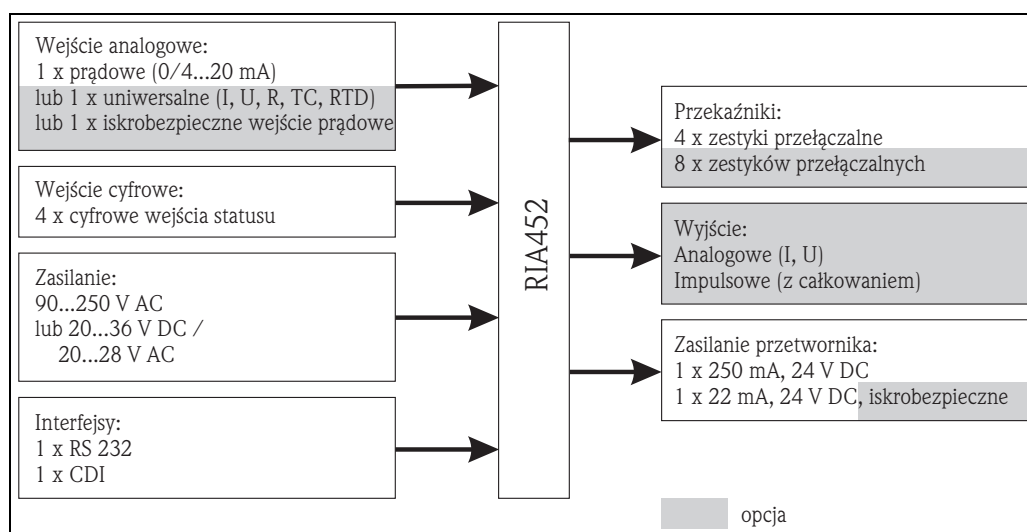 Wejście analogowe:
1 x prądowe (0/4...20 mA)
lub 1 x uniwersalne (I, U, R, TC, RTD)
lub 1 x iskrobezpieczne wejście prądowe
Wejście cyfrowe:
4 x cyfrowe wejścia statusu
Zasilanie:
90...250 V AC
lub 20...36 V DC /
20...28 V AC
Interfejsy:
1 x RS 232
1 x CDI
RIA452
Przekaźniki:
4 x zestyki przełączalne
8 x zestyków przełączalnych
Wyjście:
Analogowe (I, U)
Impulsowe (z całkowaniem)
Zasilanie przetwornika:
1 x 250 mA, 24 V DC
1 x 22 mA, 24 V DC, iskrobezpieczne
opcja